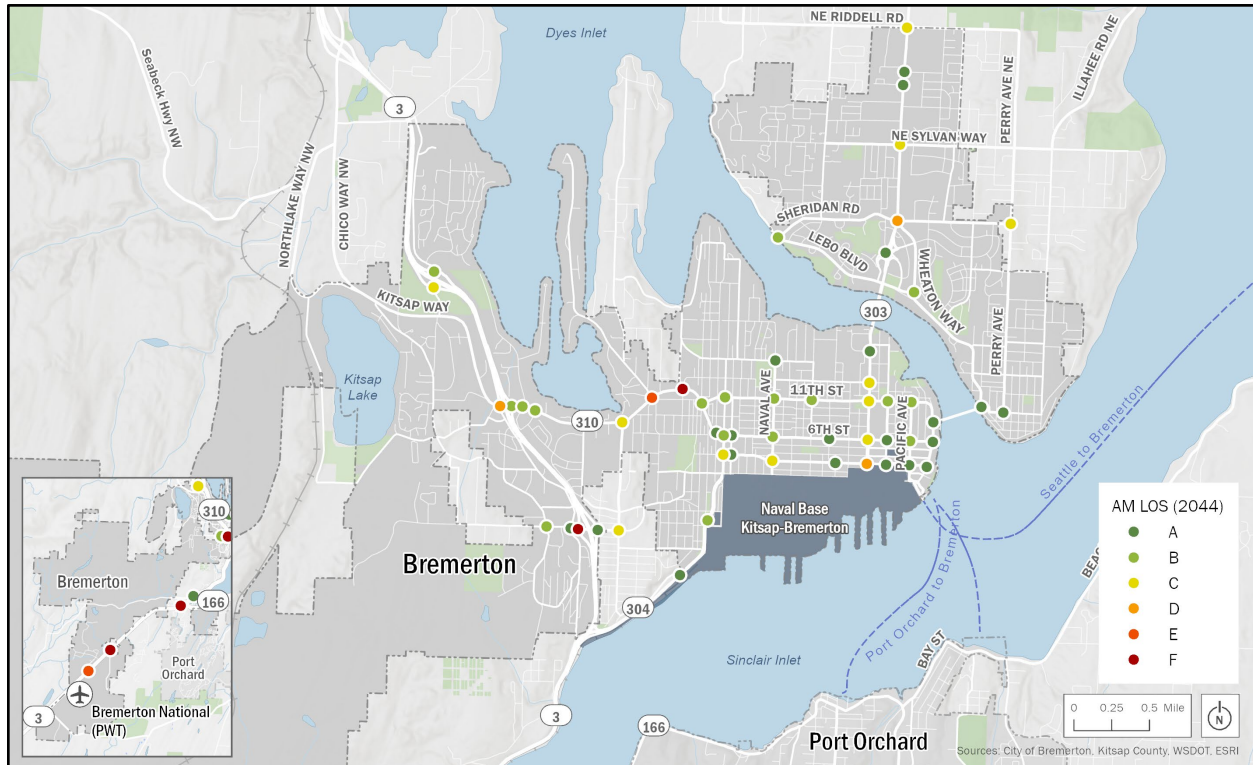 NE RIDDELL RD
Dyes Inlet
Seabeck Hwy NW
3
PERRY AVE NE
ILLAHEE RD NE
NORTHLAKE WAY NW
CHICO WAY NW
NE SYLVAN WAY
SHERIDAN RD
LEBO BLVD
WHEATON WAY
KITSAP WAY
303
PERRY AVE
Kitsap
Lake
310
NAVAL AVE
11TH ST
6TH ST
PACIFIC AVE
Seattle to Bremerton
Naval Base
Kitsap-Bremerton
Port Orchard to Bremerton
Bremerton
304
Sinclair Inlet
BAY ST
3
166
Port Orchard
310
Bremerton
166
Port
Orchard
3
Bremerton National
(PWT)
AM LOS (2044)
A
B
C
D
E
F
0 0.25 0.5 Mile
N
Sources: City of Bremerton, Kitsap County, WSDOT, ESRI